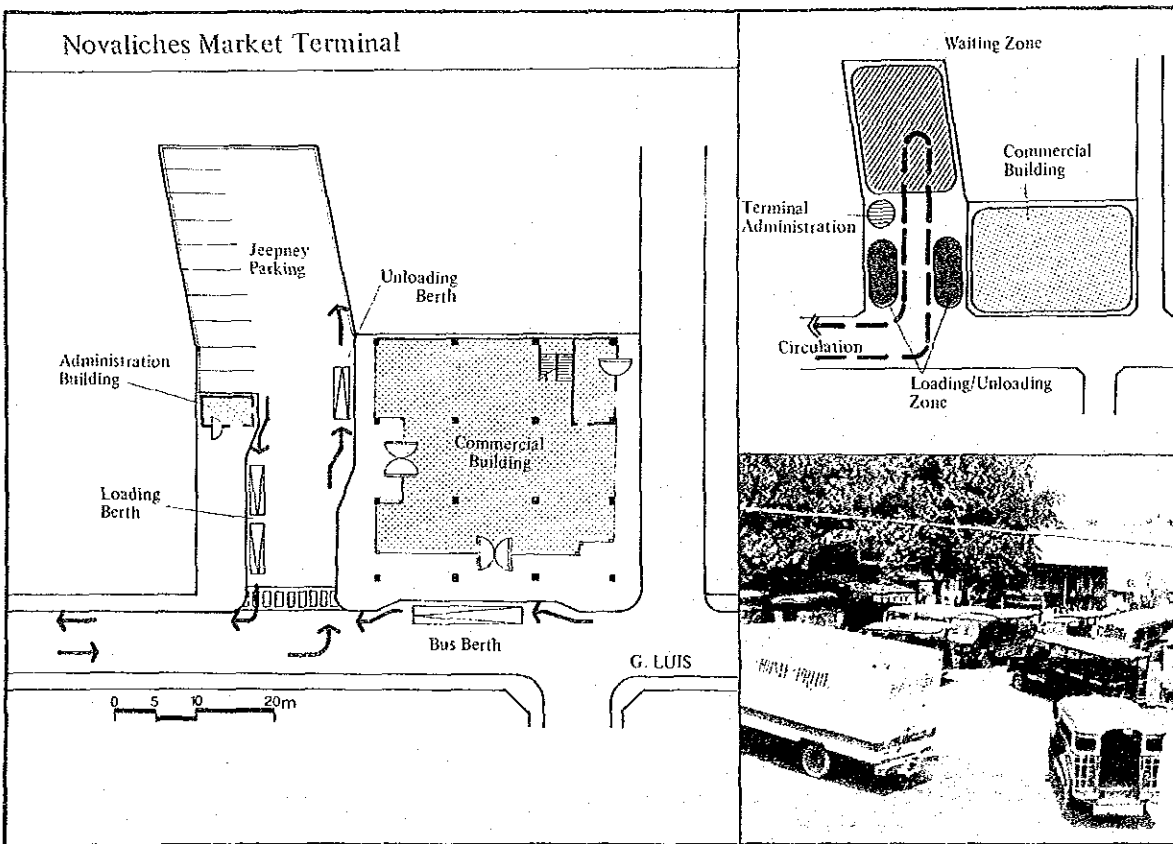 Novaliches Market Terminal
Jeepney
Parking
Unloading
Berth
Administration
Building
Commercial
Building
Loading
Berth
Bus Berth
G. LUIS
0 5 10 20m
Waiting Zone
Commercial
Building
Terminal
Administration
Circulation
Loading/Unloading
Zone